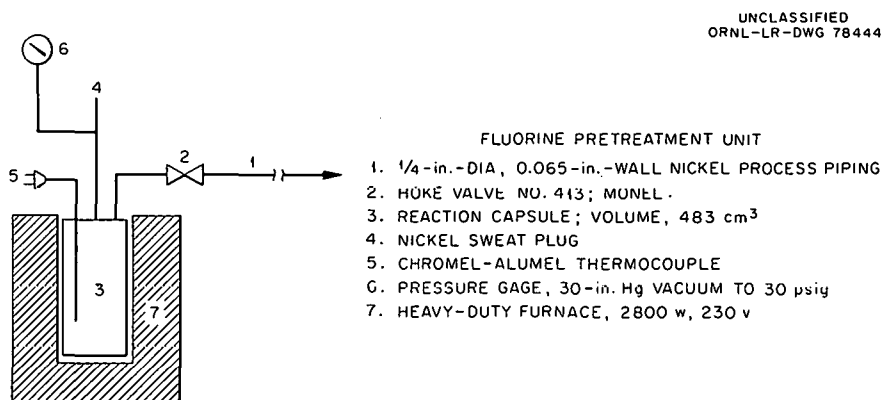 UNCLASSIFIED
ORNL-LR-DWG 78444
6
4
2
1
5
3
7
FLUORINE PRETREATMENT UNIT
1. 1/4-in.-DIA, 0.065-in.-WALL NICKEL PROCESS PIPING
2. HOKE VALVE NO. 413; MONEL.
3. REACTION CAPSULE; VOLUME, 483 cm³
4. NICKEL SWEAT PLUG
5. CHROMEL-ALUMEL THERMOCOUPLE
6. PRESSURE GAGE, 30-in. Hg VACUUM TO 30 psig
7. HEAVY-DUTY FURNACE, 2800 w, 230 v